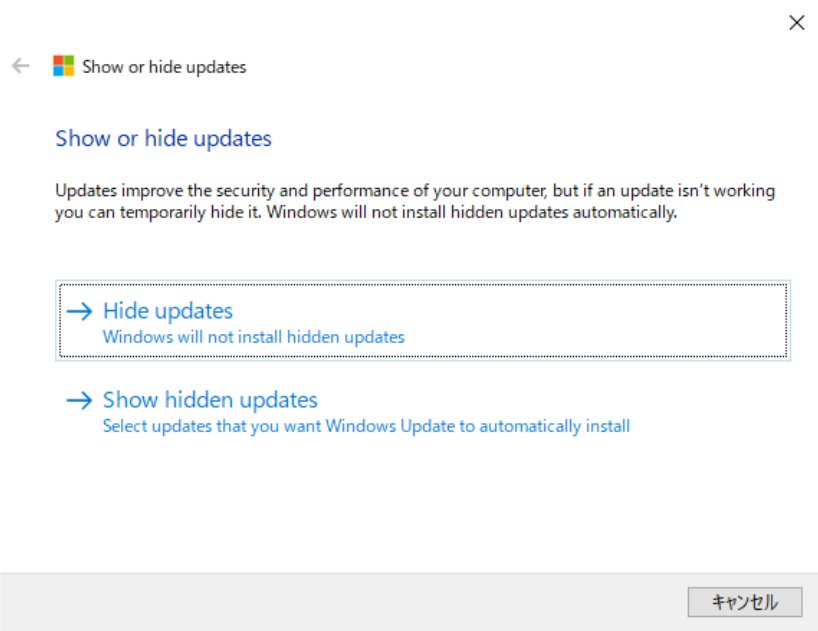 Show or hide updates
Show or hide updates
Updates improve the security and performance of your computer, but if an update isn't working
you can temporarily hide it. Windows will not install hidden updates automatically.
Hide updates
Windows will not install hidden updates
Show hidden updates
Select updates that you want Windows Update to automatically install
キャンセル